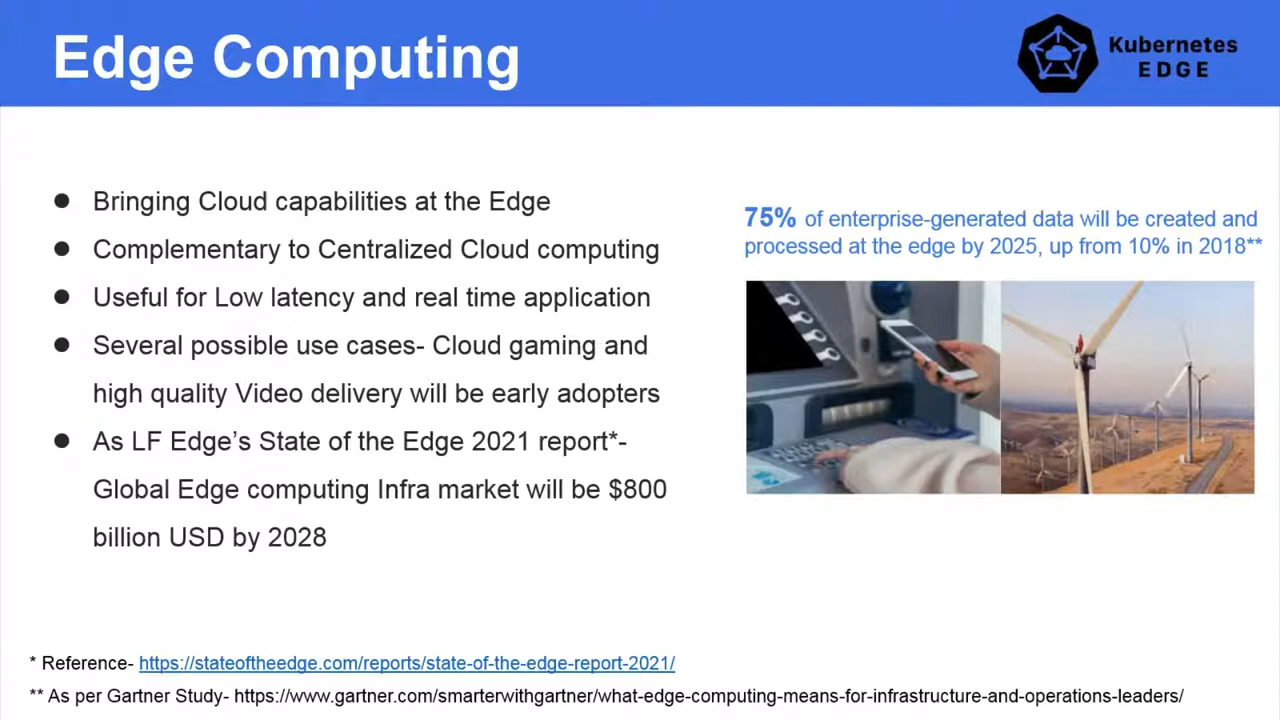 Edge Computing
Kubernetes
EDGE
● Bringing Cloud capabilities at the Edge
● Complementary to Centralized Cloud computing
● Useful for Low latency and real time application
● Several possible use cases- Cloud gaming and
high quality Video delivery will be early adopters
● As LF Edge’s State of the Edge 2021 report*-
Global Edge computing Infra market will be $800
billion USD by 2028
75% of enterprise-generated data will be created and
processed at the edge by 2025, up from 10% in 2018**
* Reference- https://stateoftheedge.com/reports/state-of-the-edge-report-2021/
** As per Gartner Study- https://www.gartner.com/smarterwithgartner/what-edge-computing-means-for-infrastructure-and-operations-leaders/